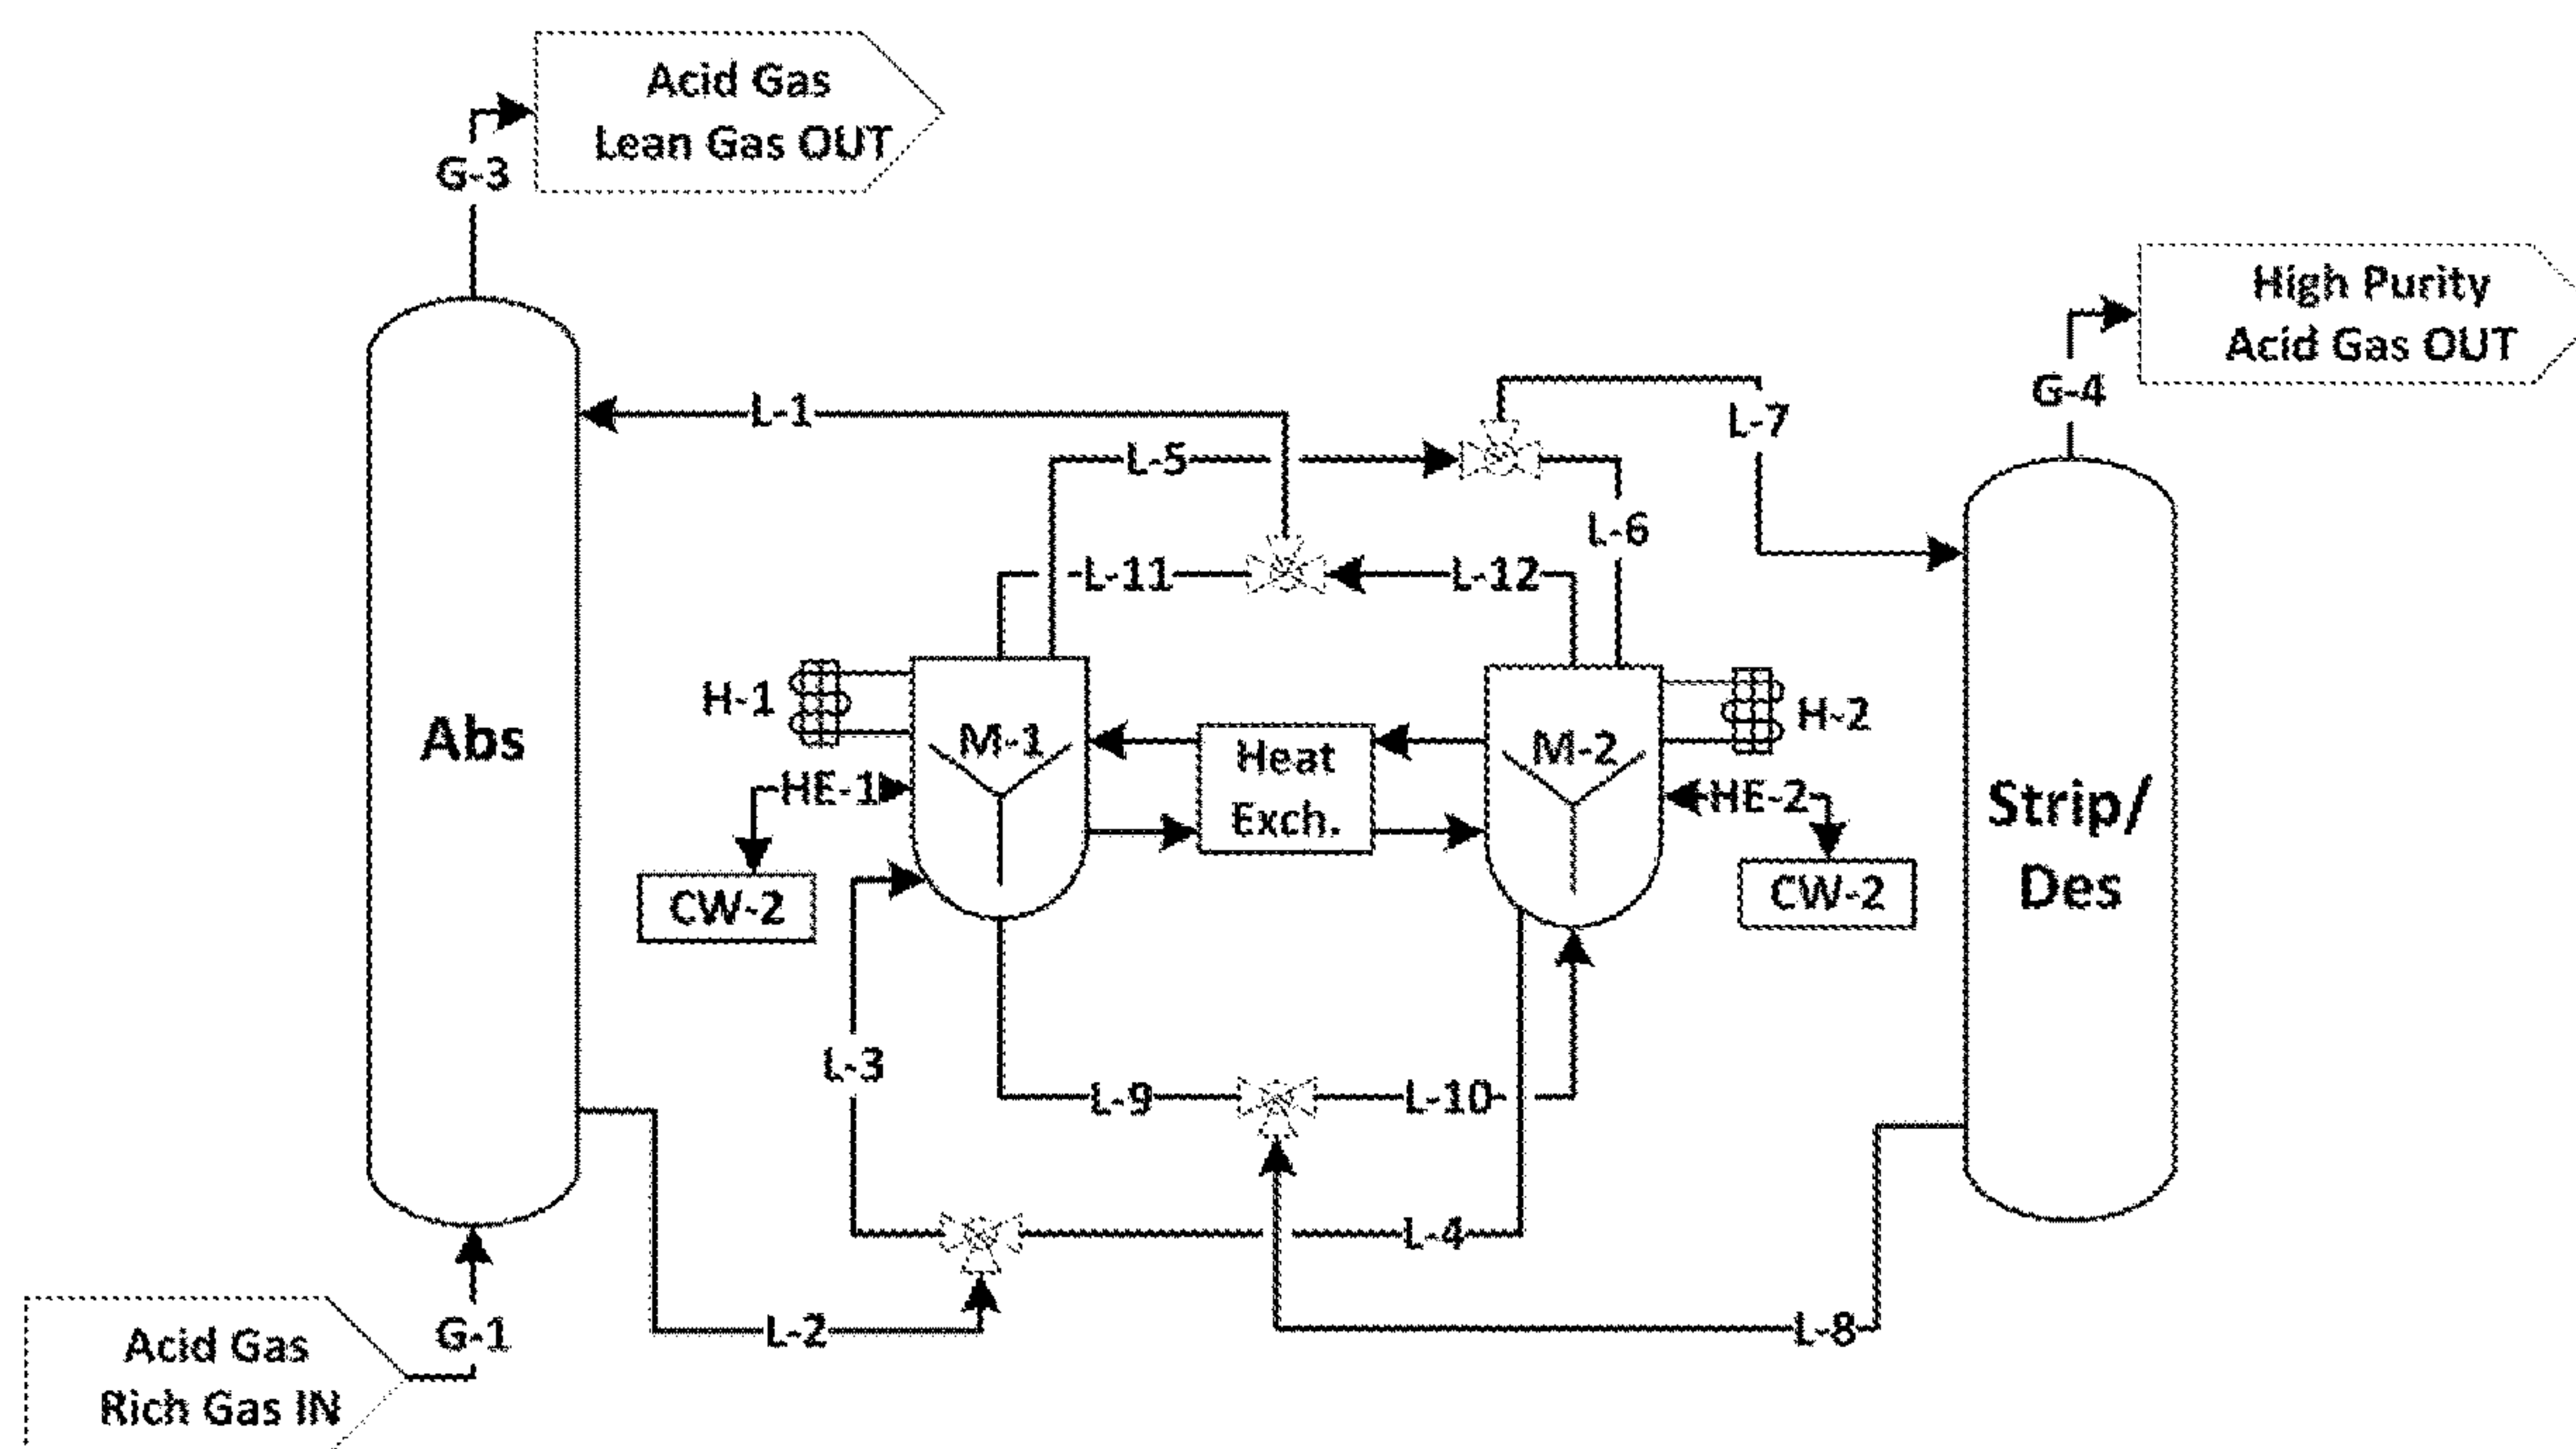 Acid Gas
Lean Gas OUT
G-3
High Purity
Acid Gas OUT
G-4
L-1
L-7
L-5
L-6
L-11
L-12
H-1
M-1
Heat
Exch.
M-2
H-2
Abs
HE-1
HE-2
Strip/
Des
CW-2
CW-2
L-3
L-9
L-10
L-4
L-2
L-8
G-1
Acid Gas
Rich Gas IN